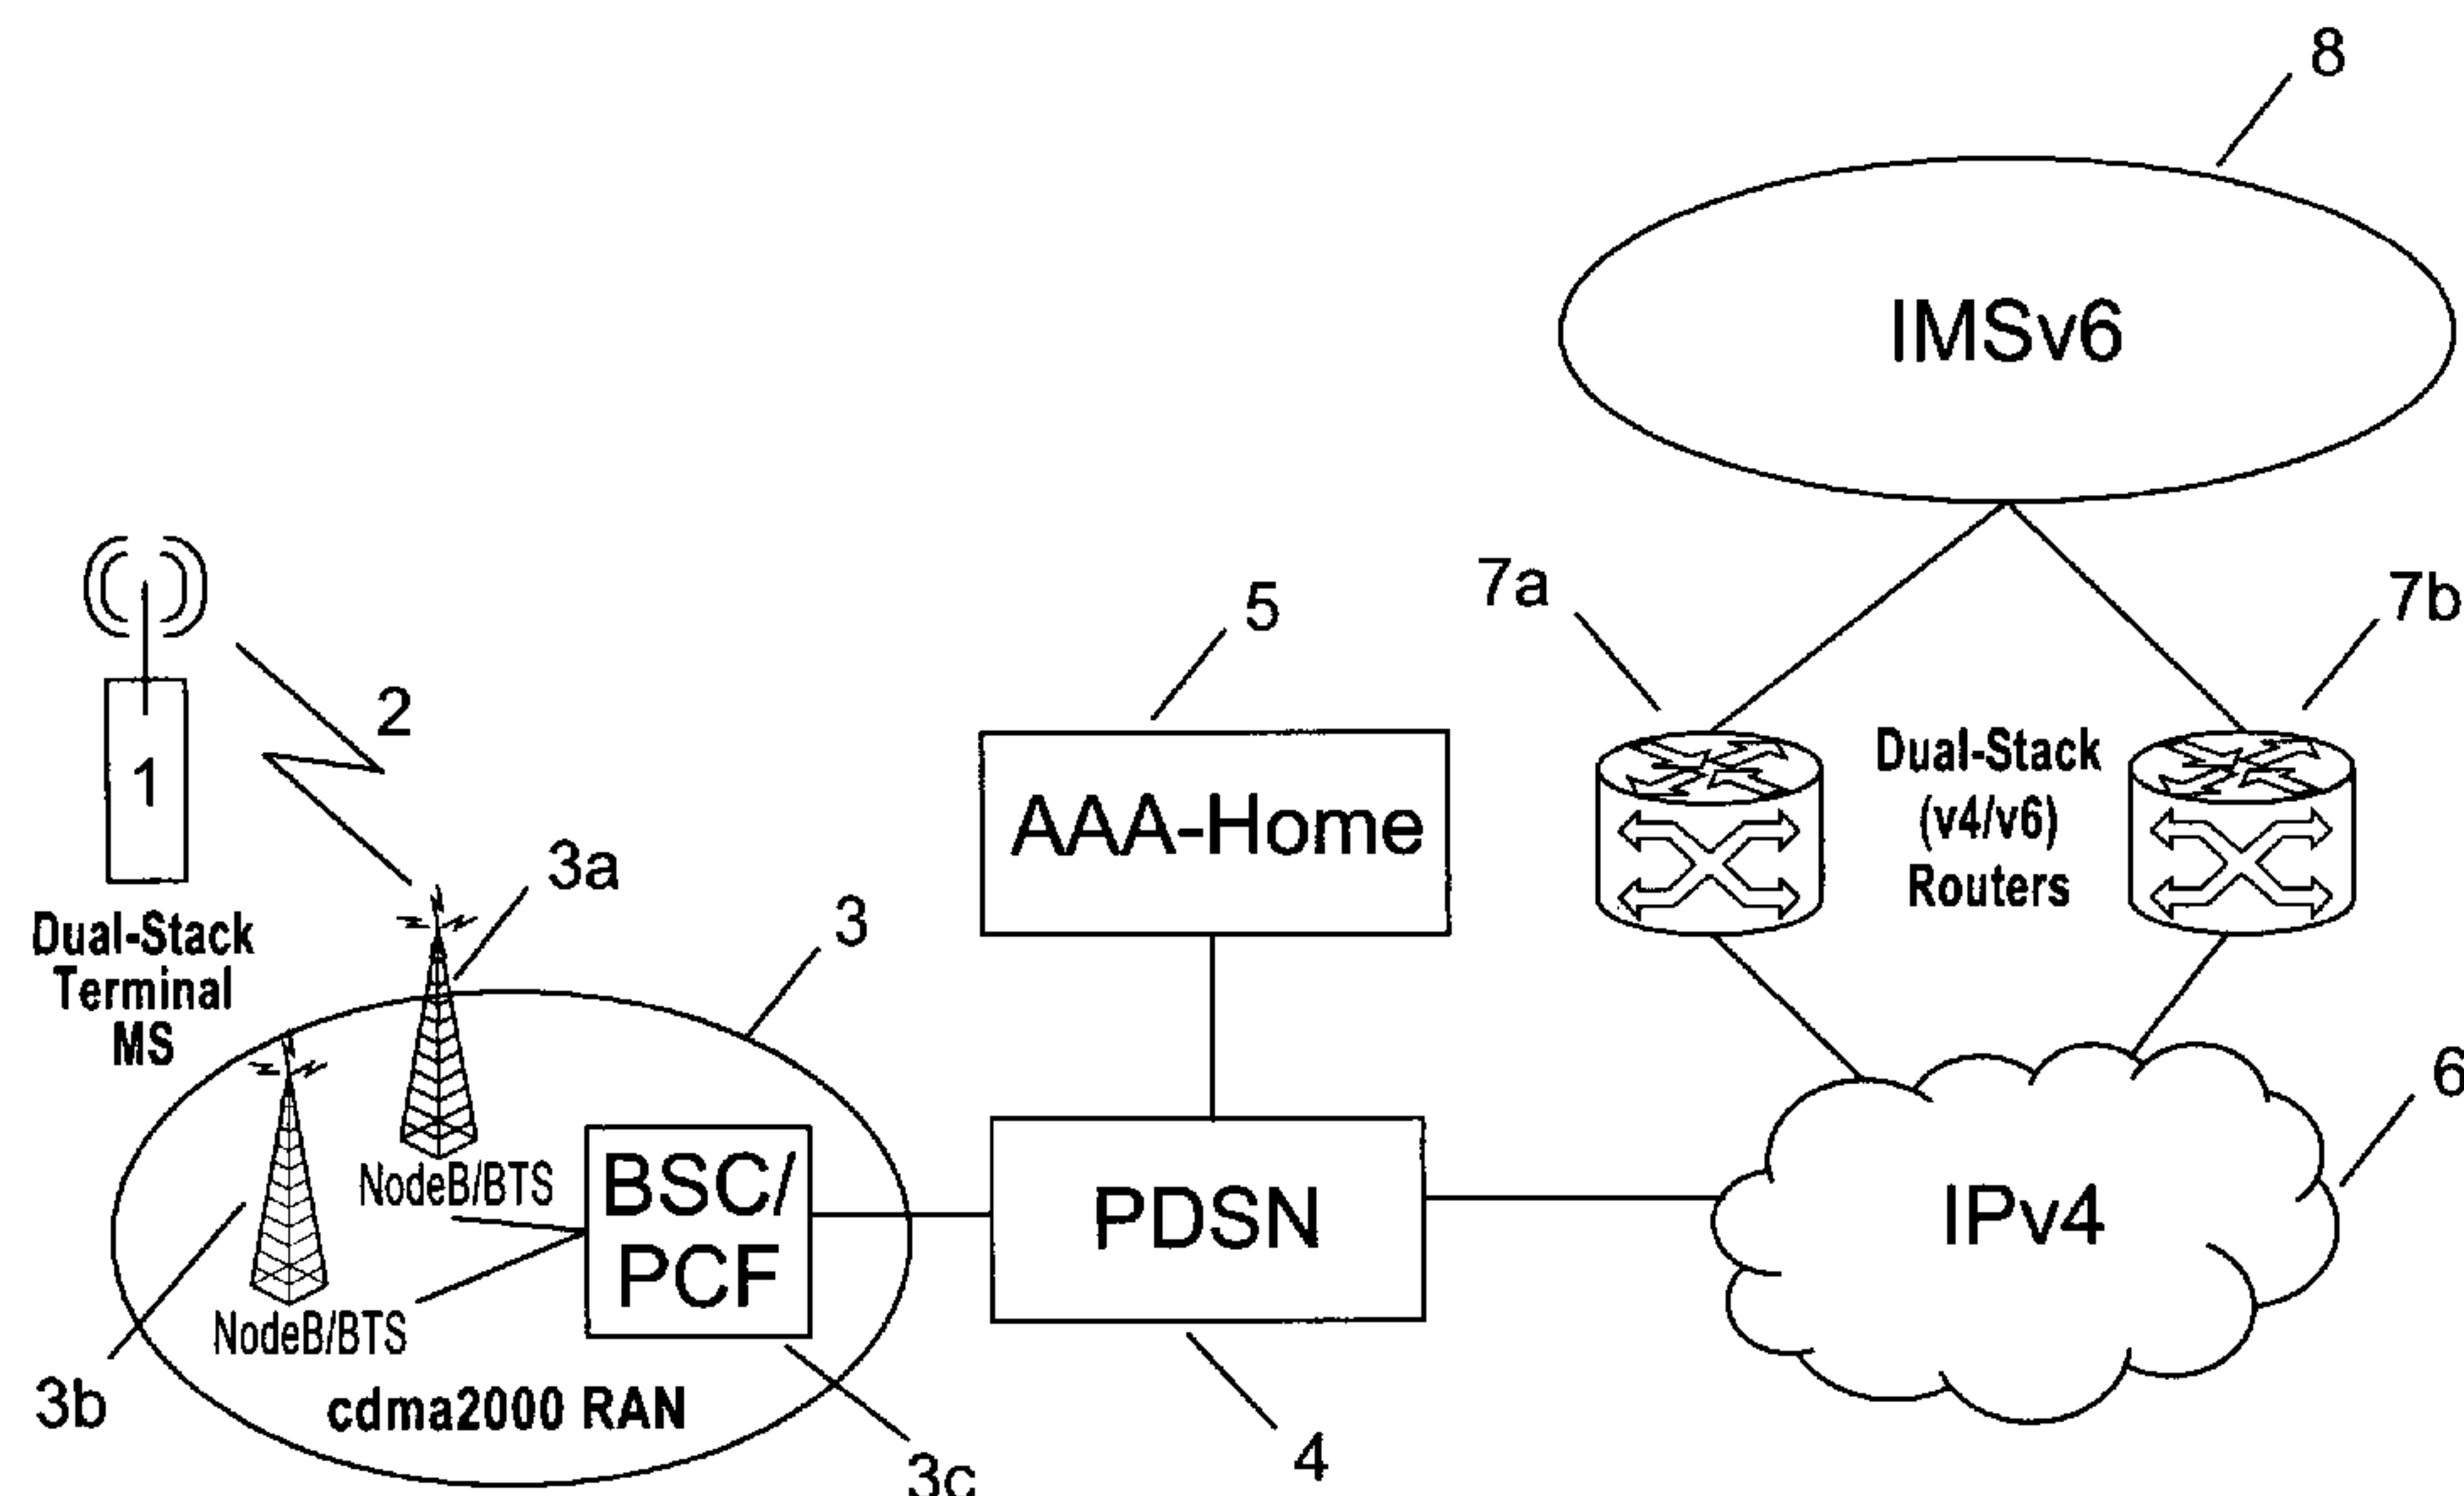 8
IMSv6
7a
7b
5
2
1
AAA-Home
Dual-Stack
(v4/v6)
Routers
3a
3
Dual-Stack
Terminal
MS
6
NodeB/BTS
BSC/
PCF
PDSN
IPv4
NodeB/BTS
3b
cdma2000 RAN
3c
4